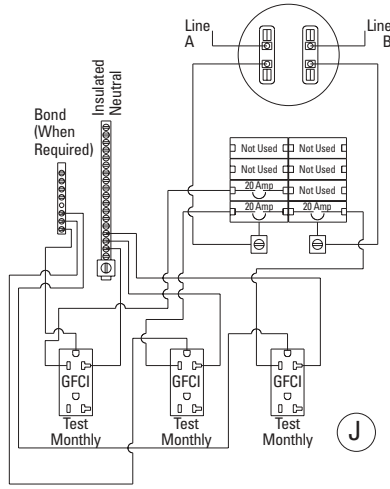 Line
A
Line
B
Insulated
Neutral
Bond
(When
Required)
Not Used
Not Used
Not Used
Not Used
20 Amp
Not Used
20 Amp
20 Amp
GFCI
GFCI
GFCI
Test
Monthly
Test
Monthly
Test
Monthly
J